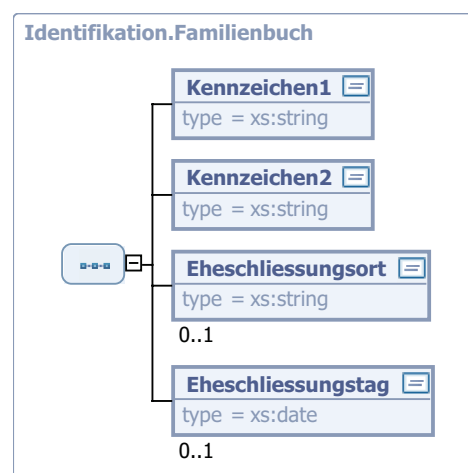 Identifikation.Familienbuch
Kennzeichen1
type = xs:string
Kennzeichen2
type = xs:string
Eheschliessungsort
type = xs:string
0..1
Eheschliessungstag
type = xs:date
0..1